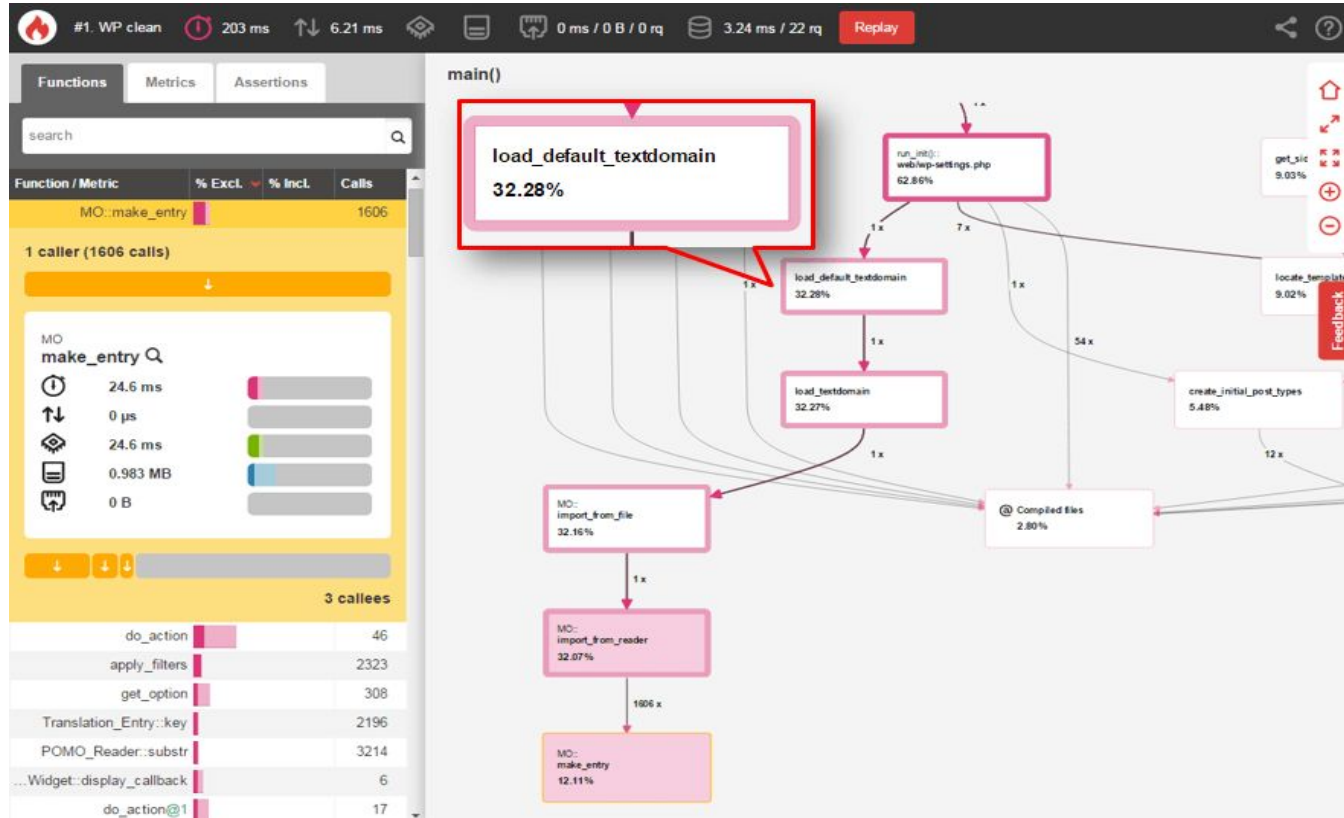 #1. WP clean
203 ms
6.21 ms
0 ms / 0 B / 0 rq
3.24 ms / 22 rq
Replay
Functions
Metrics
Assertions
search
Function / Metric
% Excl.
% Incl.
Calls
MO::make_entry
1606
1 caller (1606 calls)
MO
make_entry
24.6 ms
0 µs
24.6 ms
0.983 MB
0 B
3 callees
do_action
46
apply_filters
2323
get_option
308
Translation_Entry::key
2196
POMO_Reader::substr
3214
...Widget::display_callback
6
do_action@1
17
main()
load_default_textdomain
32.28%
1 x
run_init()::
web/wp-settings.php
62.86%
get_sid
9.03%
1 x
7 x
1 x
load_default_textdomain
32.28%
1 x
locate_template
9.02%
Feedback
1 x
54 x
load_textdomain
32.27%
create_initial_post_types
5.48%
1 x
12 x
MO::
import_from_file
32.16%
@ Compiled files
2.80%
1 x
MO::
import_from_reader
32.07%
1606 x
MO::
make_entry
12.11%